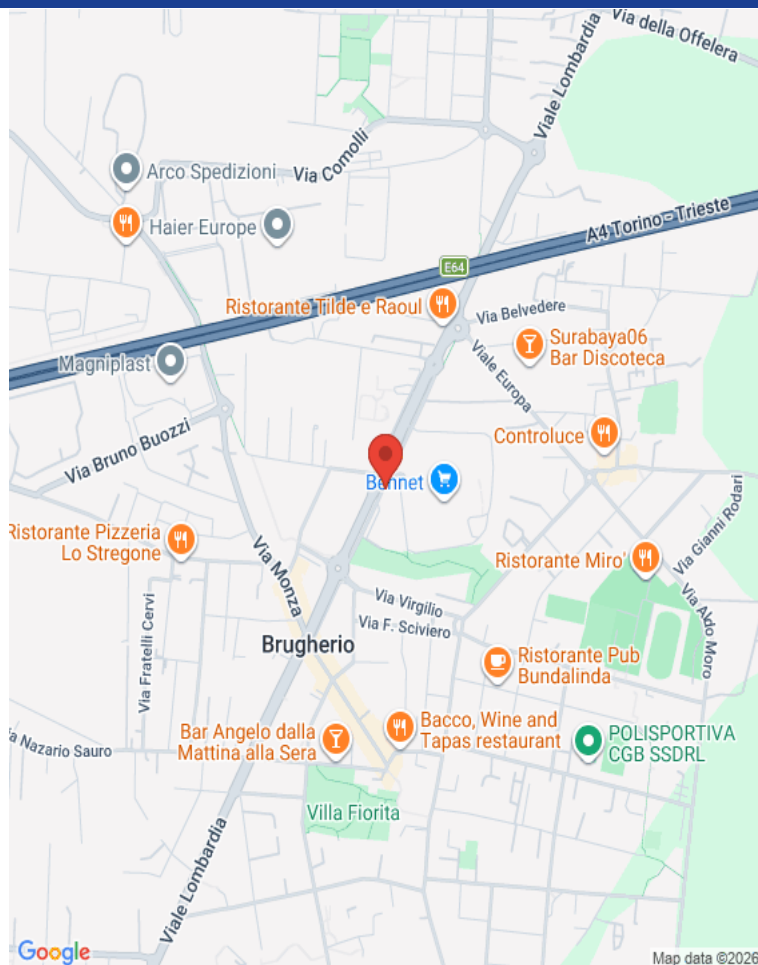 Via della Offelera
Viale Lombardia
Via Comolli
Arco Spedizioni
Haier Europe
A4 Torino - Trieste
E64
Ristorante Tilde e Raoul
Via Belvedere
Surabaya06
Bar Discoteca
Magniplast
Viale Europa
Controluce
Via Bruno Buozzi
Bennet
Ristorante Pizzeria
Lo Stregone
Via Monza
Ristorante Miro'
Via Gianni Rodari
Via Virgilio
Via F. Sciviero
Via Aldo Moro
Via Fratelli Cervi
Brugherio
Ristorante Pub
Bundalinda
Bar Angelo dalla
Mattina alla Sera
Bacco, Wine and
Tapas restaurant
POLISPORTIVA
CGB SSDRL
ia Nazario Sauro
Villa Fiorita
Viale Lombardia
Google
Map data ©2026